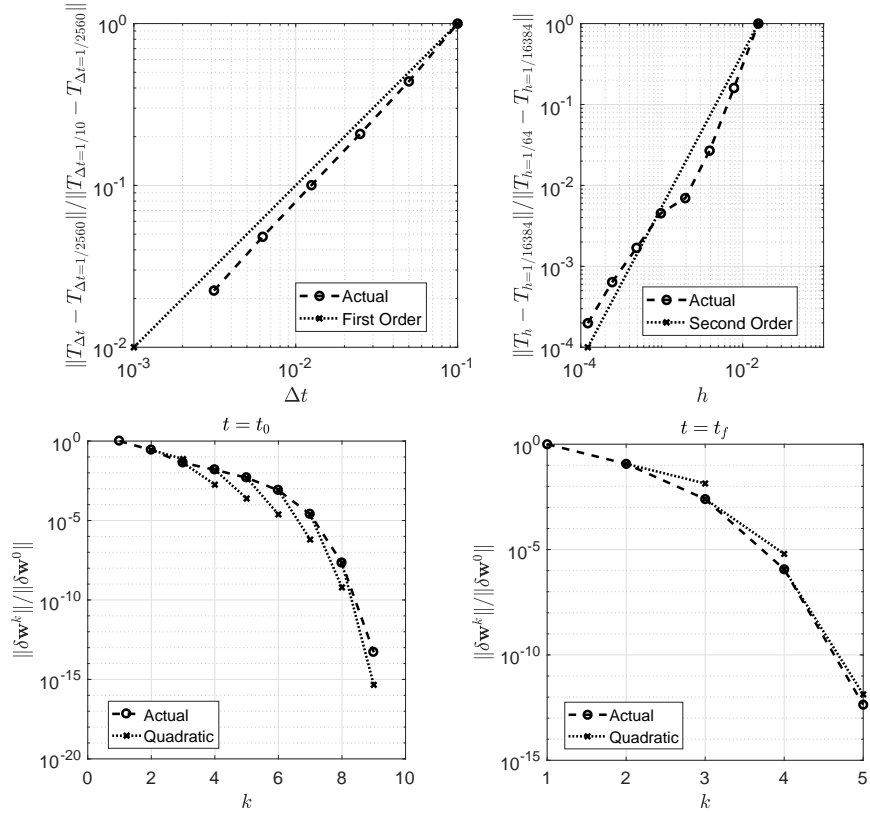 ||T_{Δt} − T_{Δt=1/2560}||/||T_{Δt=1/10} − T_{Δt=1/2560}||
10^0
10^{-1}
10^{-2}
10^{-3}
10^{-2}
10^{-1}
Δt
Actual
First Order
||T_h − T_{h=1/16384}||/||T_{h=1/64} − T_{h=1/16384}||
10^0
10^{-1}
10^{-2}
10^{-3}
10^{-4}
10^{-4}
10^{-2}
h
Actual
Second Order
t = t_0
||δw^k||/||δw^0||
10^0
10^{-5}
10^{-10}
10^{-15}
10^{-20}
0 2 4 6 8 10
k
Actual
Quadratic
t = t_f
||δw^k||/||δw^0||
10^0
10^{-5}
10^{-10}
10^{-15}
1 2 3 4 5
k
Actual
Quadratic